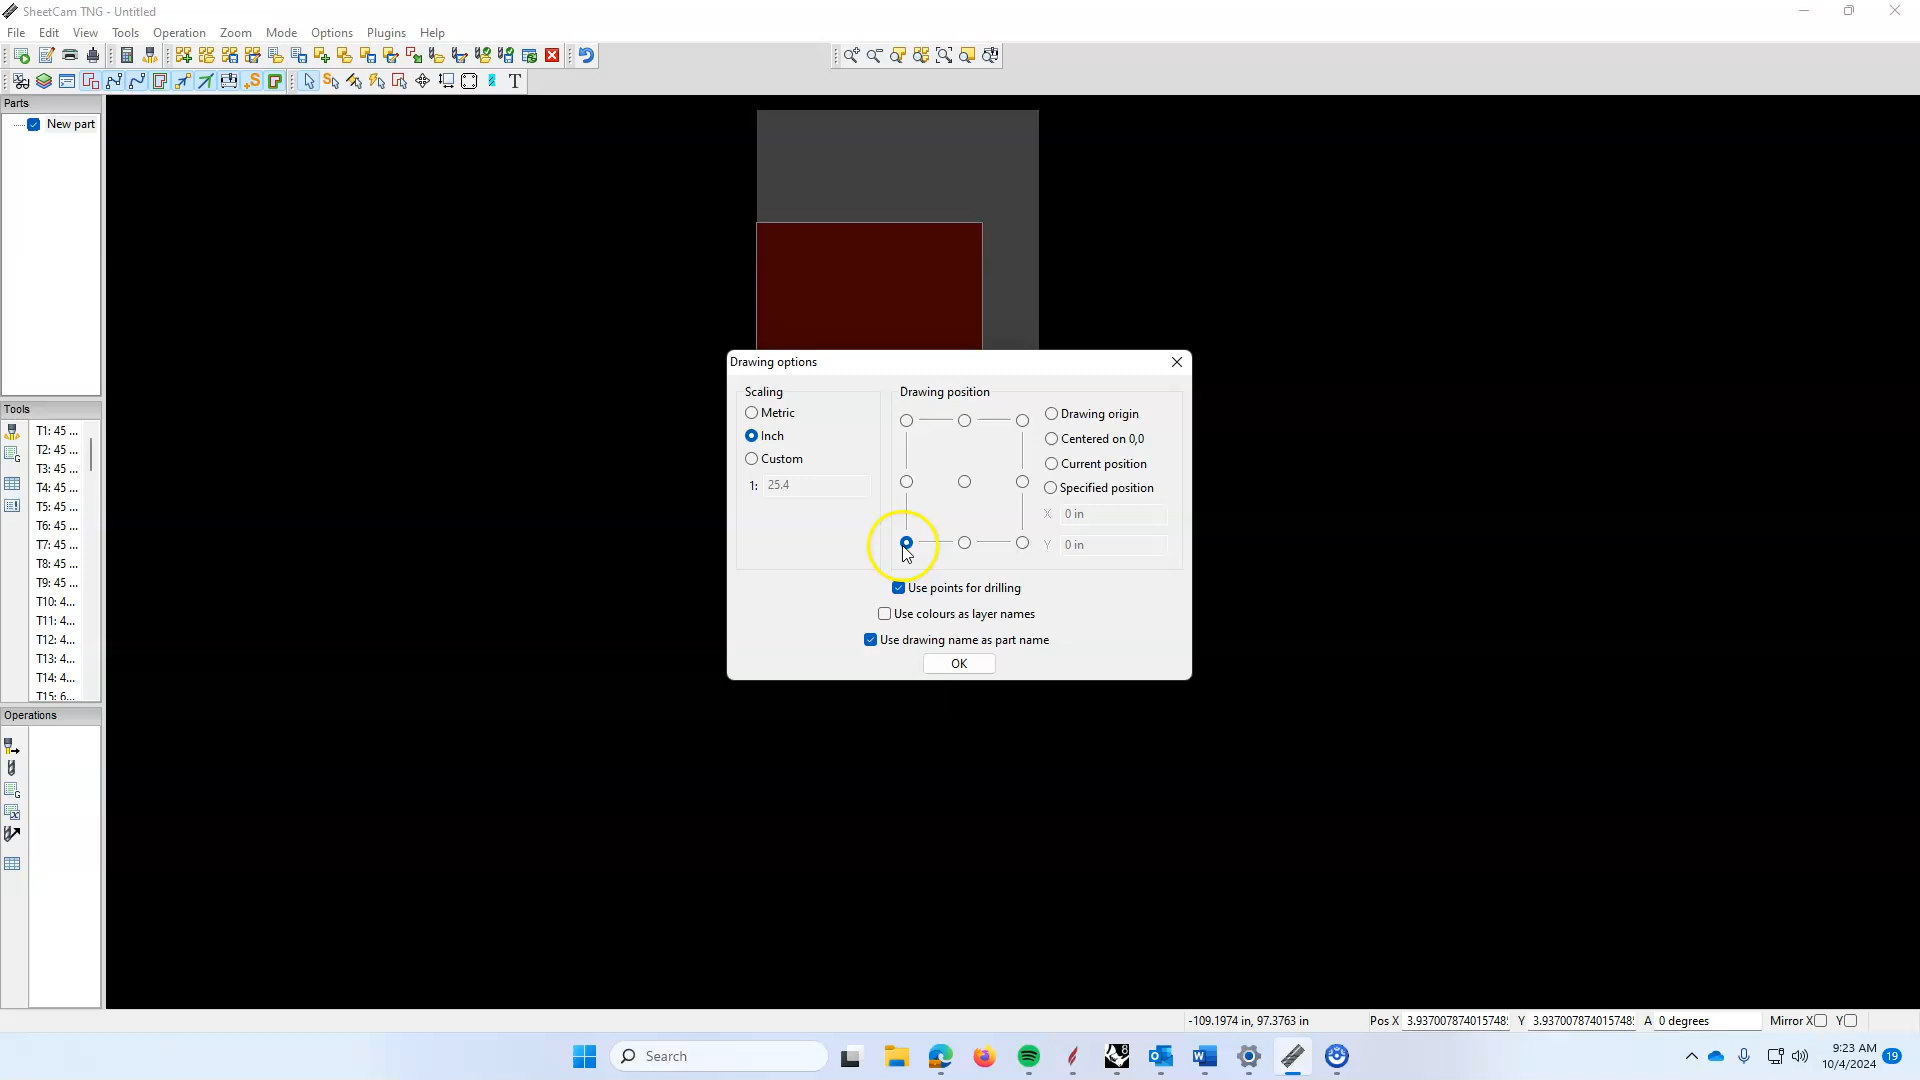 SheetCam TNG - Untitled
File Edit View Tools Operation Zoom Mode Options Plugins Help
Parts
New part
Tools
T1: 45 ...
T2: 45 ...
T3: 45 ...
T4: 45 ...
T5: 45 ...
T6: 45 ...
T7: 45 ...
T8: 45 ...
T9: 45 ...
T10: 4...
T11: 4...
T12: 4...
T13: 4...
T14: 4...
T15: 6...
Operations
Drawing options
Scaling
Metric
Inch
Custom
1: 25.4
Drawing position
Drawing origin
Centered on 0,0
Current position
Specified position
X 0 in
Y 0 in
Use points for drilling
Use colours as layer names
Use drawing name as part name
OK
-109.1974 in, 97.3763 in Pos X 3.937007874015748 Y 3.937007874015748 A 0 degrees Mirror X Y
Search
9:23 AM
10/4/2024
19